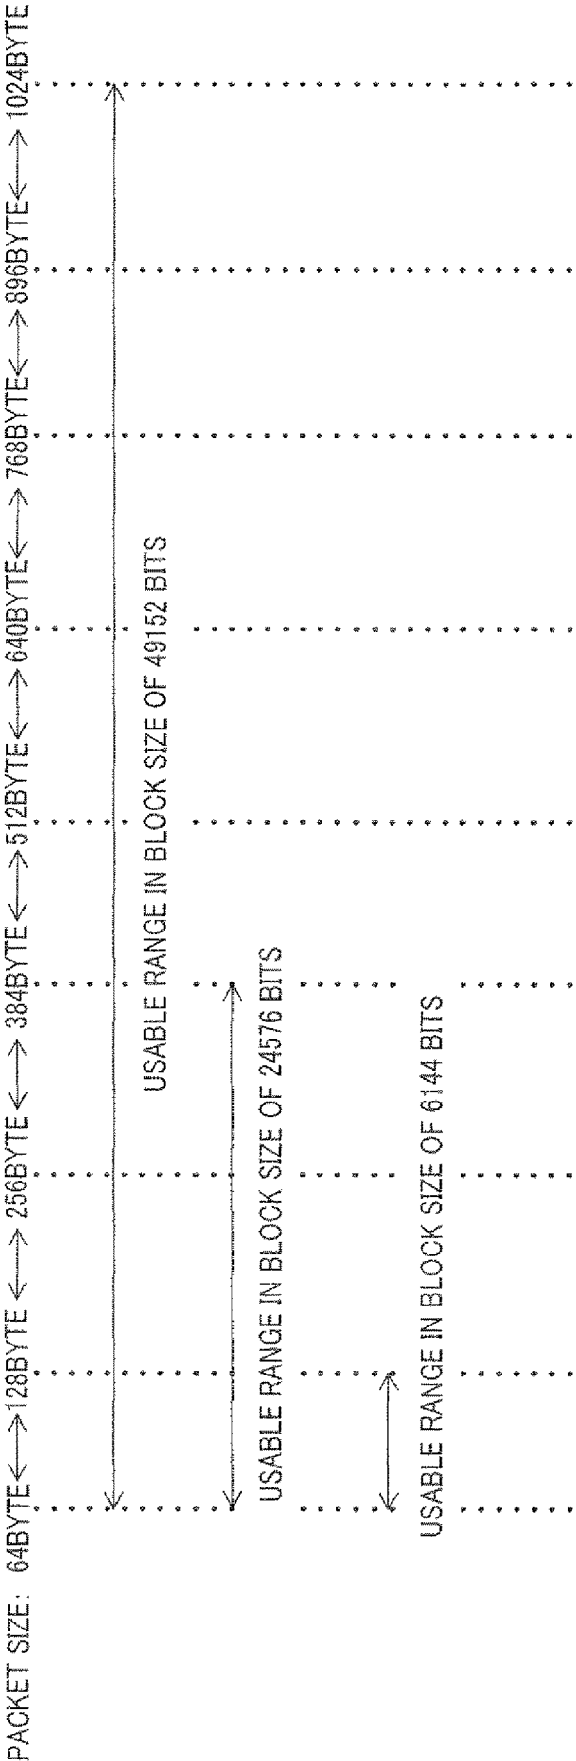 PACKET SIZE: 64BYTE⟷128BYTE ⟷ 256BYTE⟷ 384BYTE⟷512BYTE⟷640BYTE⟷ 768BYTE⟷896BYTE⟷ 1024BYTE
USABLE RANGE IN BLOCK SIZE OF 49152 BITS
USABLE RANGE IN BLOCK SIZE OF 24576 BITS
USABLE RANGE IN BLOCK SIZE OF 6144 BITS